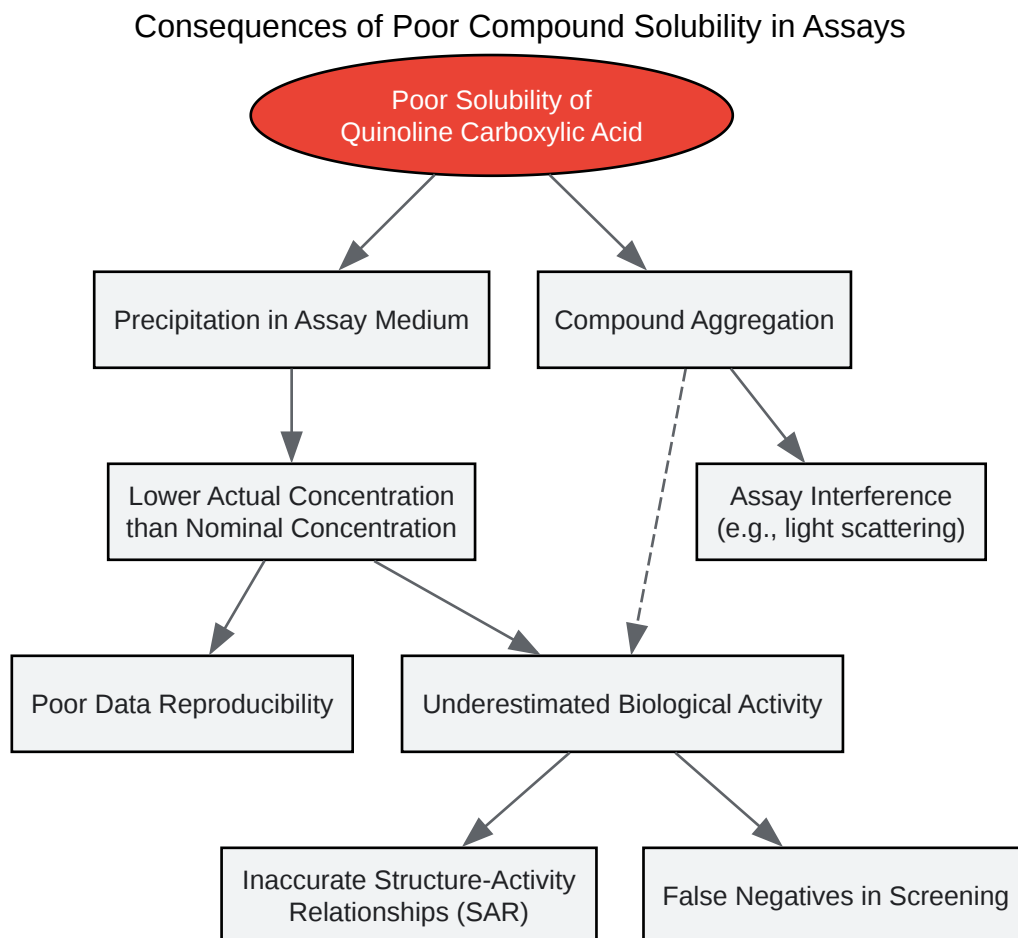 Consequences of Poor Compound Solubility in Assays
Poor Solubility of
Quinoline Carboxylic Acid
Precipitation in Assay Medium
Compound Aggregation
Lower Actual Concentration
than Nominal Concentration
Assay Interference
(e.g., light scattering)
Poor Data Reproducibility
Underestimated Biological Activity
Inaccurate Structure-Activity
Relationships (SAR)
False Negatives in Screening